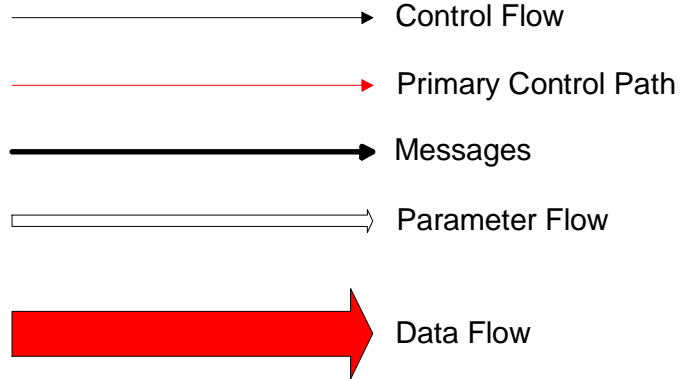 Control Flow
Primary Control Path
Messages
Parameter Flow
Data Flow